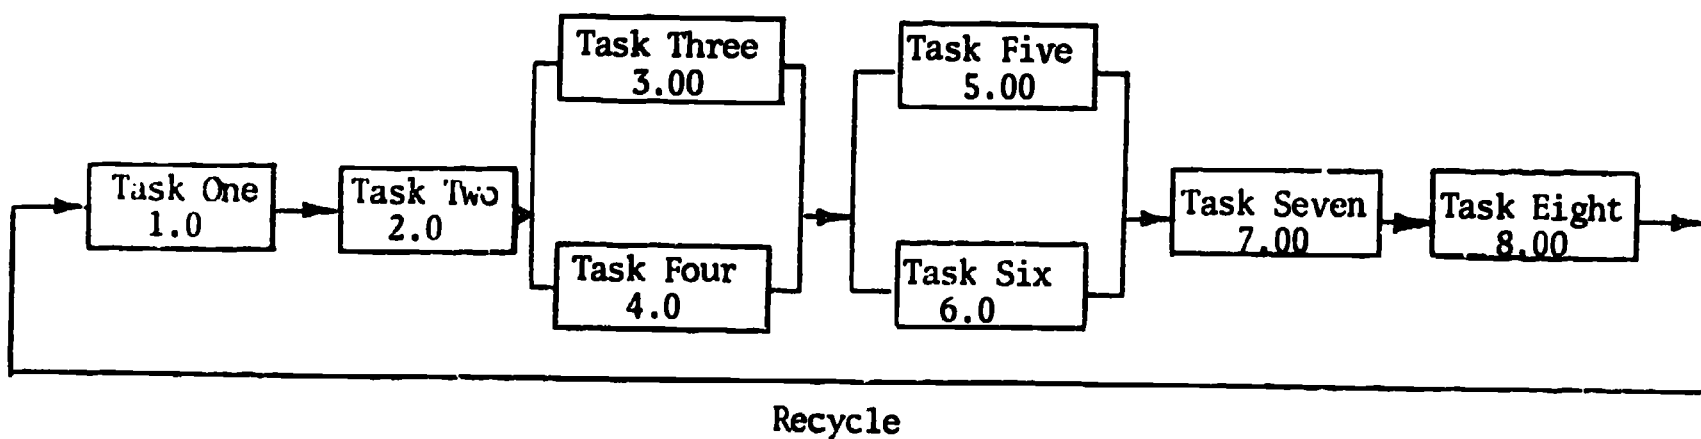 Task One
1.0
Task Two
2.0
Task Three
3.00
Task Four
4.0
Task Five
5.00
Task Six
6.0
Task Seven
7.00
Task Eight
8.00
Recycle